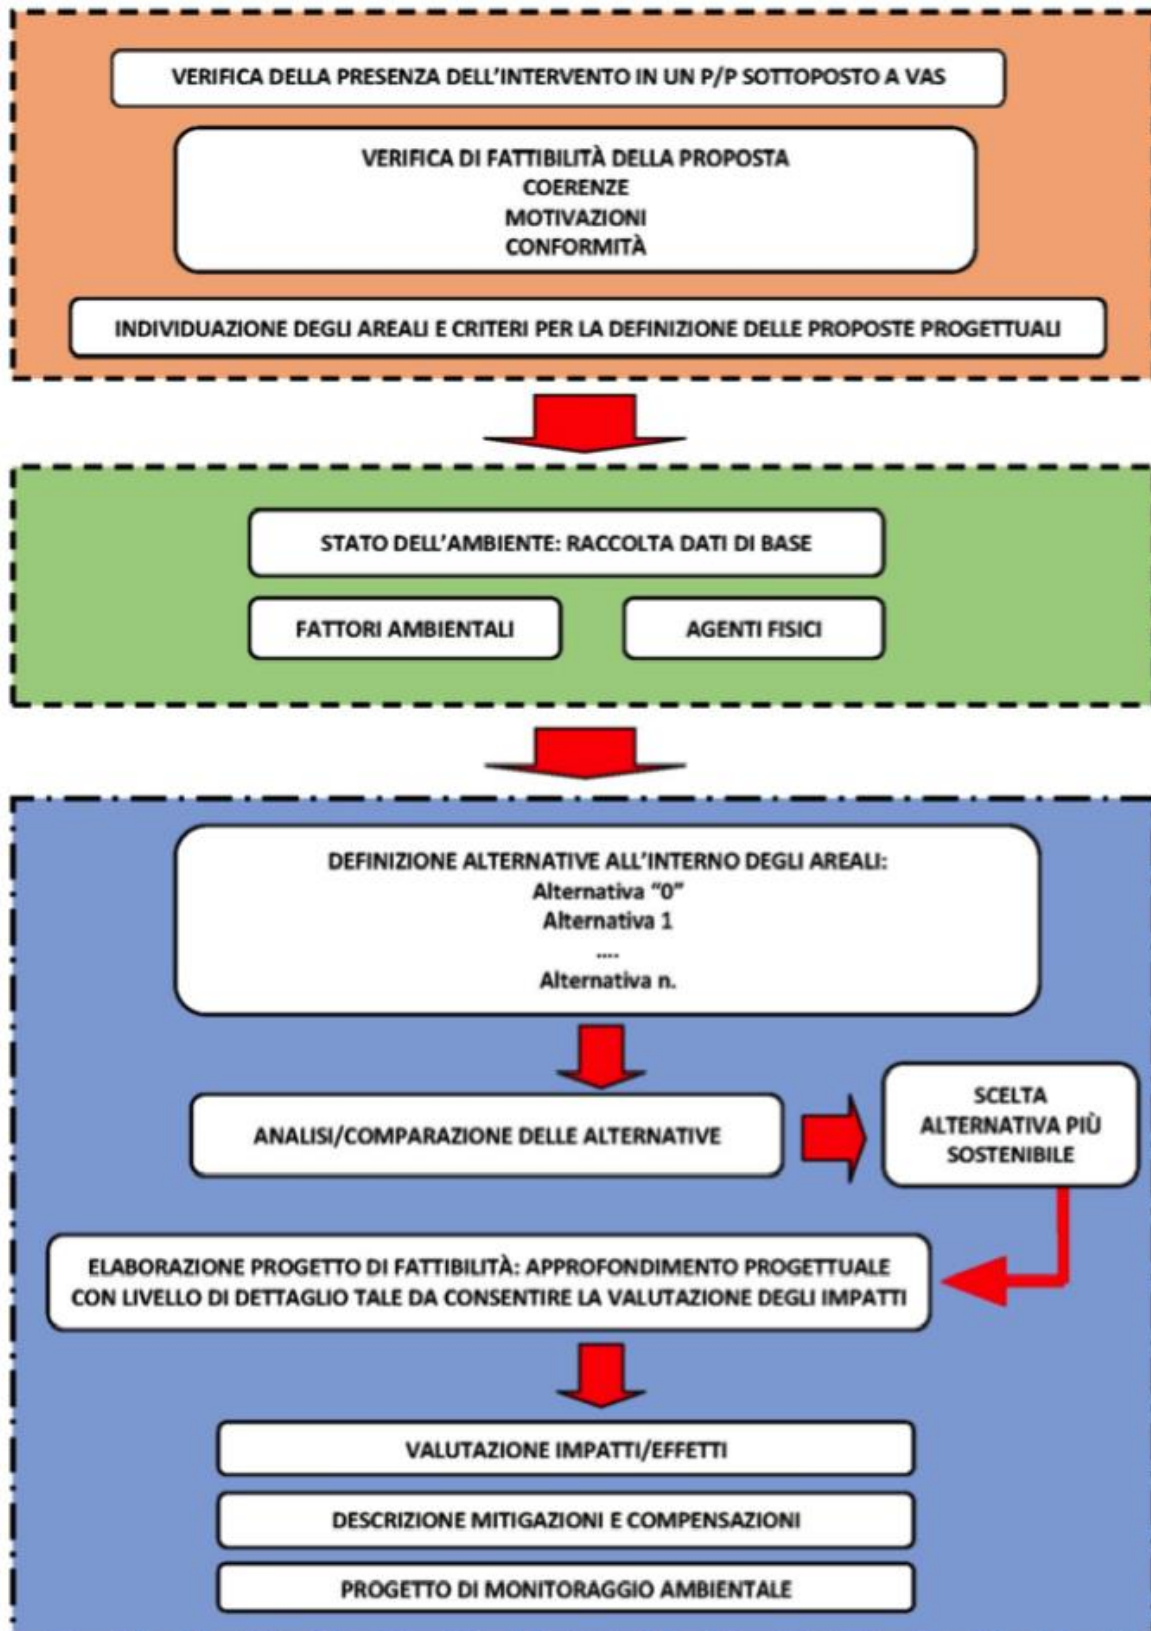 VERIFICA DELLA PRESENZA DELL'INTERVENTO IN UN P/P SOTTOPOSTO A VAS
VERIFICA DI FATTIBILITÀ DELLA PROPOSTA
COERENZE
MOTIVAZIONI
CONFORMITÀ
INDIVIDUAZIONE DEGLI AREALI E CRITERI PER LA DEFINIZIONE DELLE PROPOSTE PROGETTUALI
STATO DELL'AMBIENTE: RACCOLTA DATI DI BASE
FATTORI AMBIENTALI
AGENTI FISICI
DEFINIZIONE ALTERNATIVE ALL'INTERNO DEGLI AREALI:
Alternativa "0"
Alternativa 1
....
Alternativa n.
ANALISI/COMPARAZIONE DELLE ALTERNATIVE
SCELTA
ALTERNATIVA PIÙ
SOSTENIBILE
ELABORAZIONE PROGETTO DI FATTIBILITÀ: APPROFONDIMENTO PROGETTUALE
CON LIVELLO DI DETTAGLIO TALE DA CONSENTIRE LA VALUTAZIONE DEGLI IMPATTI
VALUTAZIONE IMPATTI/EFFETTI
DESCRIZIONE MITIGAZIONI E COMPENSAZIONI
PROGETTO DI MONITORAGGIO AMBIENTALE